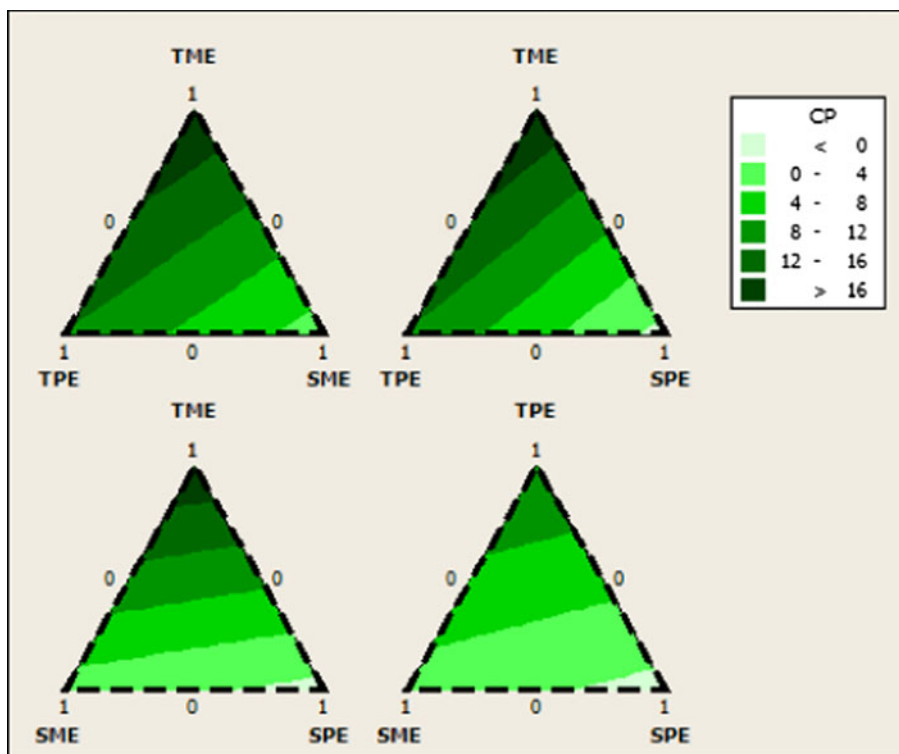 TME
1
0 0
1 0 1
TPE SME
TME
1
0 0
1 0 1
TPE SPE
CP
< 0
0 - 4
4 - 8
8 - 12
12 - 16
> 16
TME
1
0 0
1 0 1
SME SPE
TPE
1
0 0
1 0 1
SME SPE